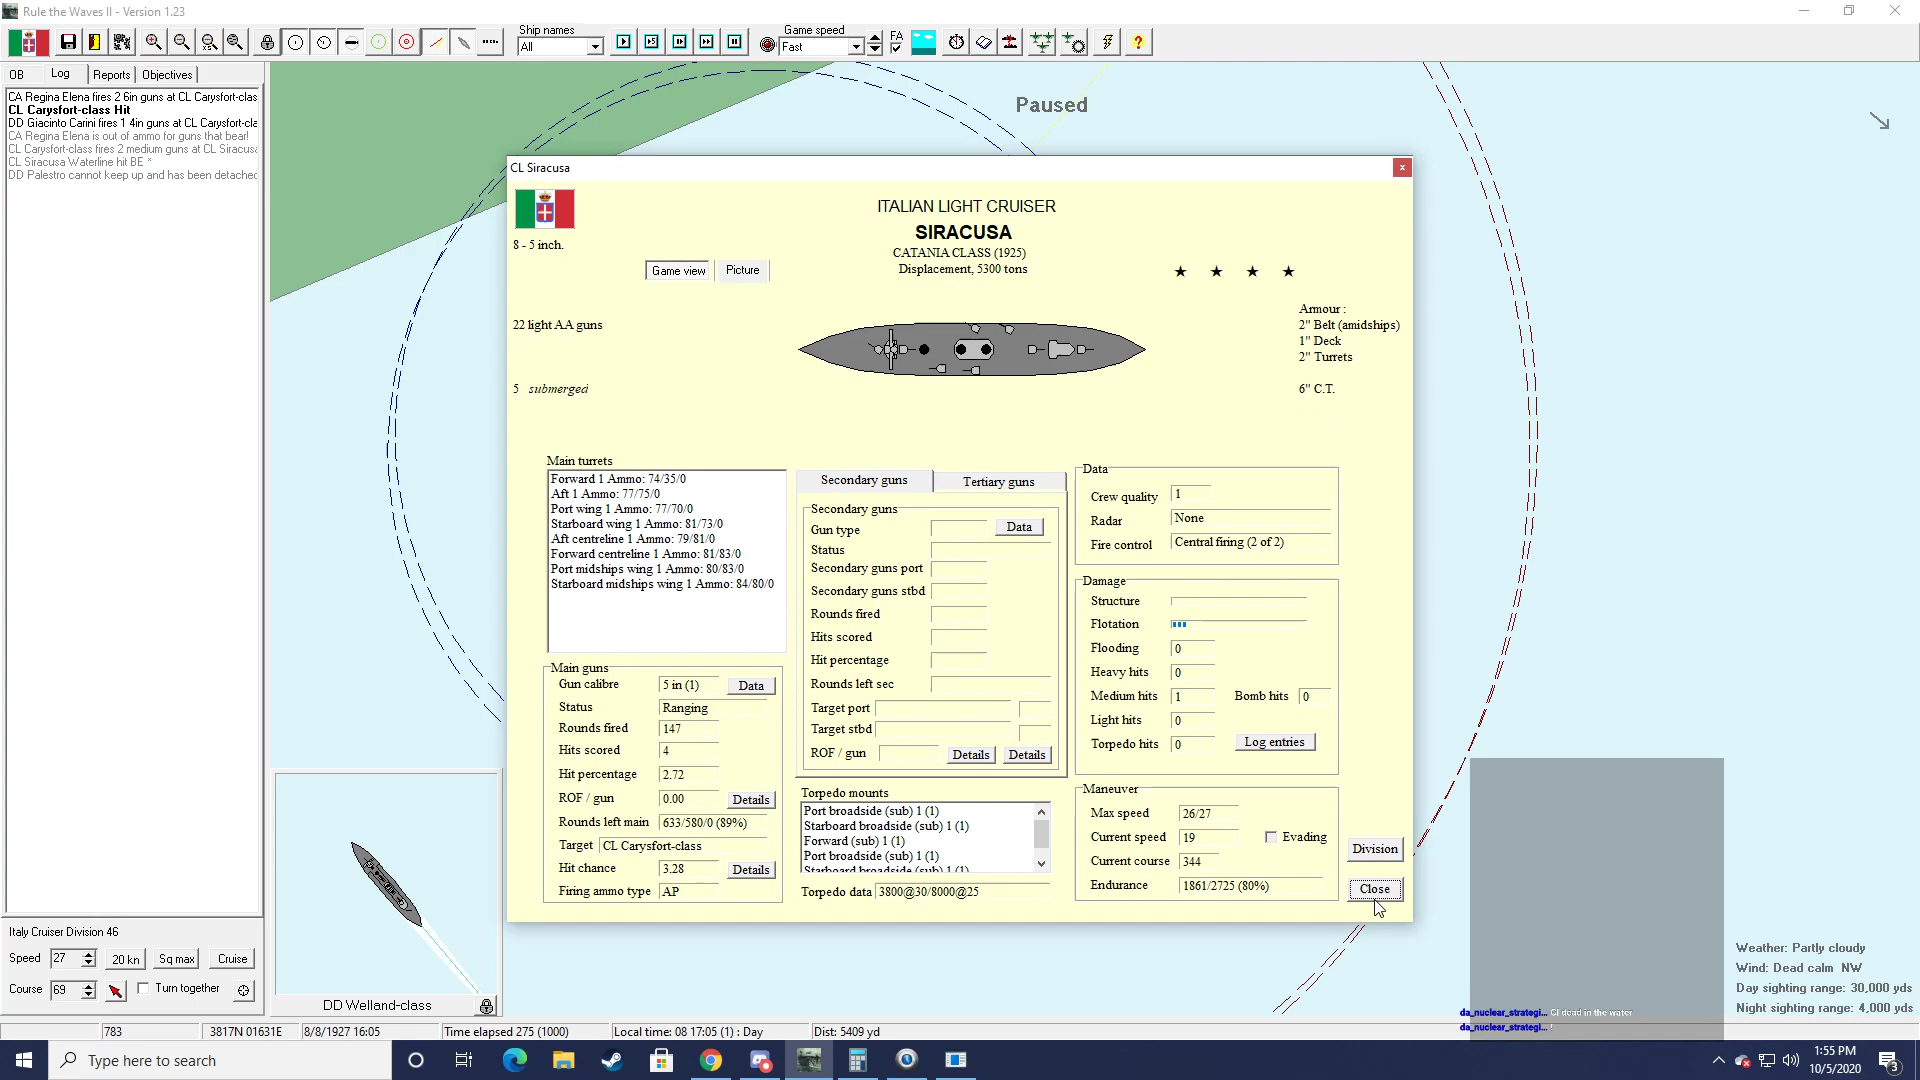 Rule the Waves II - Version 1.23
Ship names
All
Game speed
Fast
FA
OB
Log
Reports
Objectives
CA Regina Elena fires 2 6in guns at CL Carysfort-clas
CL Carysfort-class Hit
DD Giacinto Carini fires 1 4in guns at CL Carysfort-cla
CA Regina Elena is out of ammo for guns that bear!
CL Carysfort-class fires 2 medium guns at CL Siracusa
CL Siracusa Waterline hit BE *
DD Palestro cannot keep up and has been detached
Paused
CL Siracusa
x
8 - 5 inch.
ITALIAN LIGHT CRUISER
SIRACUSA
CATANIA CLASS (1925)
Displacement, 5300 tons
Game view
Picture
★ ★ ★ ★
22 light AA guns
5 submerged
Armour :
2" Belt (amidships)
1" Deck
2" Turrets
6" C.T.
Main turrets
Forward 1 Ammo: 74/35/0
Aft 1 Ammo: 77/75/0
Port wing 1 Ammo: 77/70/0
Starboard wing 1 Ammo: 81/73/0
Aft centreline 1 Ammo: 79/81/0
Forward centreline 1 Ammo: 81/83/0
Port midships wing 1 Ammo: 80/83/0
Starboard midships wing 1 Ammo: 84/80/0
Main guns
Gun calibre 5 in (1) Data
Status Ranging
Rounds fired 147
Hits scored 4
Hit percentage 2.72
ROF / gun 0.00 Details
Rounds left main 633/580/0 (89%)
Target CL Carysfort-class
Hit chance 3.28 Details
Firing ammo type AP
Secondary guns
Tertiary guns
Secondary guns
Gun type Data
Status
Secondary guns port
Secondary guns stbd
Rounds fired
Hits scored
Hit percentage
Rounds left sec
Target port
Target stbd
ROF / gun Details Details
Torpedo mounts
Port broadside (sub) 1 (1)
Starboard broadside (sub) 1 (1)
Forward (sub) 1 (1)
Port broadside (sub) 1 (1)
Starboard broadside (sub) 1 (1)
Torpedo data 3800@30/8000@25
Data
Crew quality 1
Radar None
Fire control Central firing (2 of 2)
Damage
Structure
Flotation
Flooding 0
Heavy hits 0
Medium hits 1 Bomb hits 0
Light hits 0
Torpedo hits 0 Log entries
Maneuver
Max speed 26/27
Current speed 19 Evading
Current course 344
Endurance 1861/2725 (80%)
Division
Close
Italy Cruiser Division 46
Speed 27 20 kn Sq max Cruise
Course 69 Turn together
DD Welland-class
Weather: Partly cloudy
Wind: Dead calm NW
Day sighting range: 30,000 yds
Night sighting range: 4,000 yds
da_nuclear_strategi... Cl dead in the water
da_nuclear_strategi... !
783 3817N 01631E 8/8/1927 16:05 Time elapsed 275 (1000) Local time: 08 17:05 (1) : Day Dist: 5409 yd
Type here to search
1:55 PM
10/5/2020
3